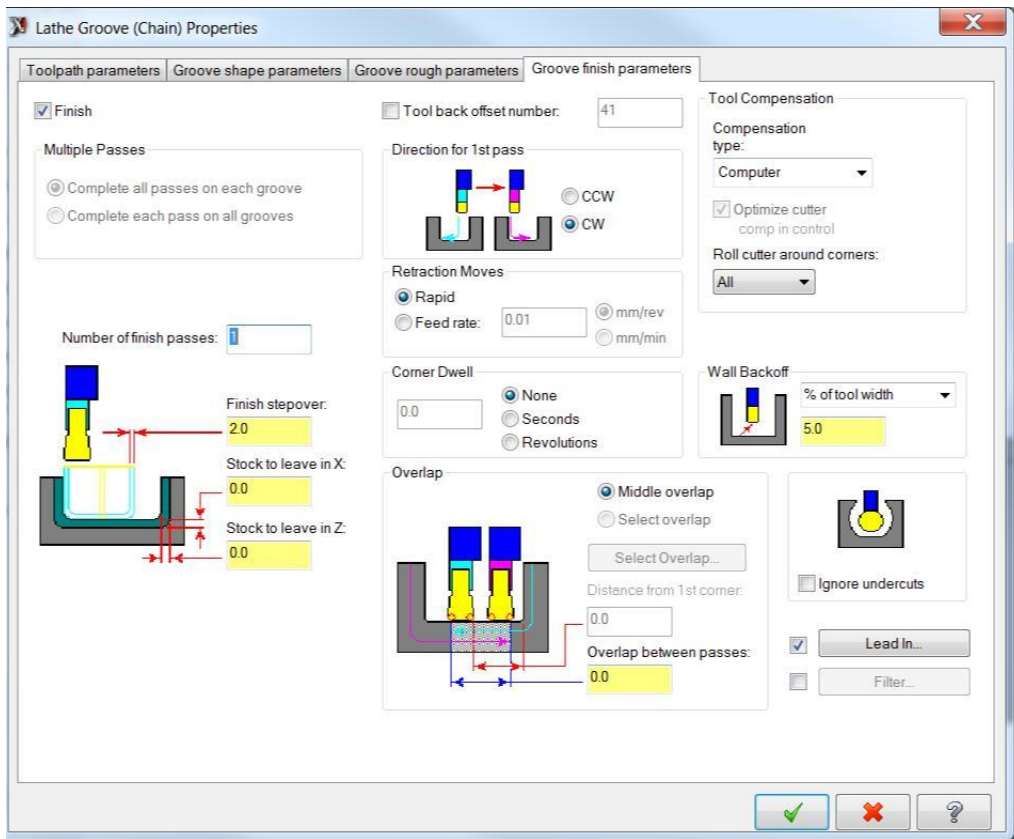 Lathe Groove (Chain) Properties
Toolpath parameters
Groove shape parameters
Groove rough parameters
Groove finish parameters
Finish
Multiple Passes
Complete all passes on each groove
Complete each pass on all grooves
Number of finish passes:
1
Finish stepover:
2.0
Stock to leave in X:
0.0
Stock to leave in Z:
0.0
Tool back offset number:
41
Direction for 1st pass
CCW
CW
Retraction Moves
Rapid
Feed rate:
0.01
mm/rev
mm/min
Corner Dwell
0.0
None
Seconds
Revolutions
Overlap
Middle overlap
Select overlap
Select Overlap...
Distance from 1st corner:
0.0
Overlap between passes:
0.0
Tool Compensation
Compensation
type:
Computer
Optimize cutter
comp in control
Roll cutter around corners:
All
Wall Backoff
% of tool width
5.0
Ignore undercuts
Lead In...
Filter...